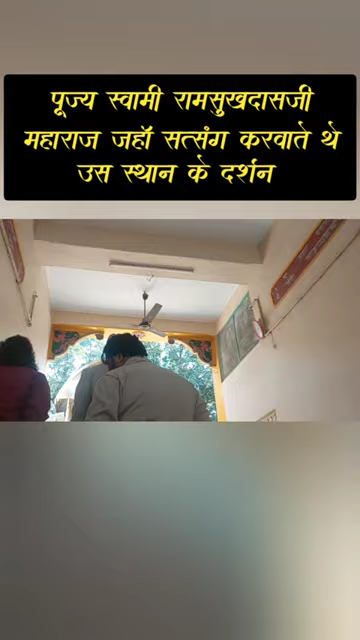 पूज्य स्वामी रामसुखदासजी
महाराज जहाॅ सत्संग करवाते थे
उस स्थान के दर्शन